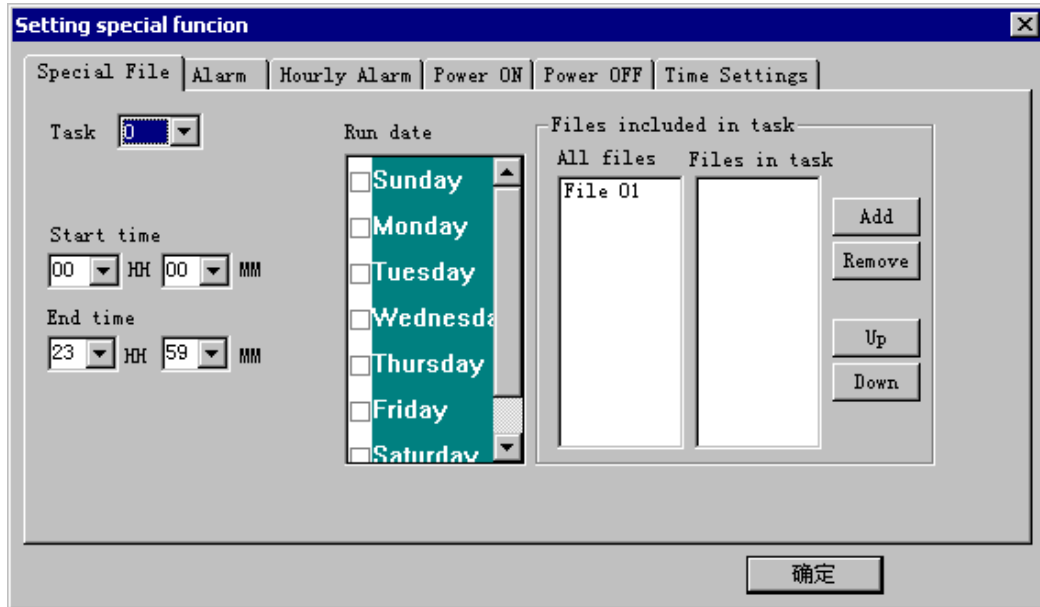 Setting special funcion
Special File Alarm Hourly Alarm Power ON Power OFF Time Settings
Task 0
Run date
Files included in task
All files Files in task
Sunday
Monday
Tuesday
Wednesda
Thursday
Friday
Saturday
File 01
Add
Remove
Up
Down
Start time
00 HH 00 MM
End time
23 HH 59 MM
确定